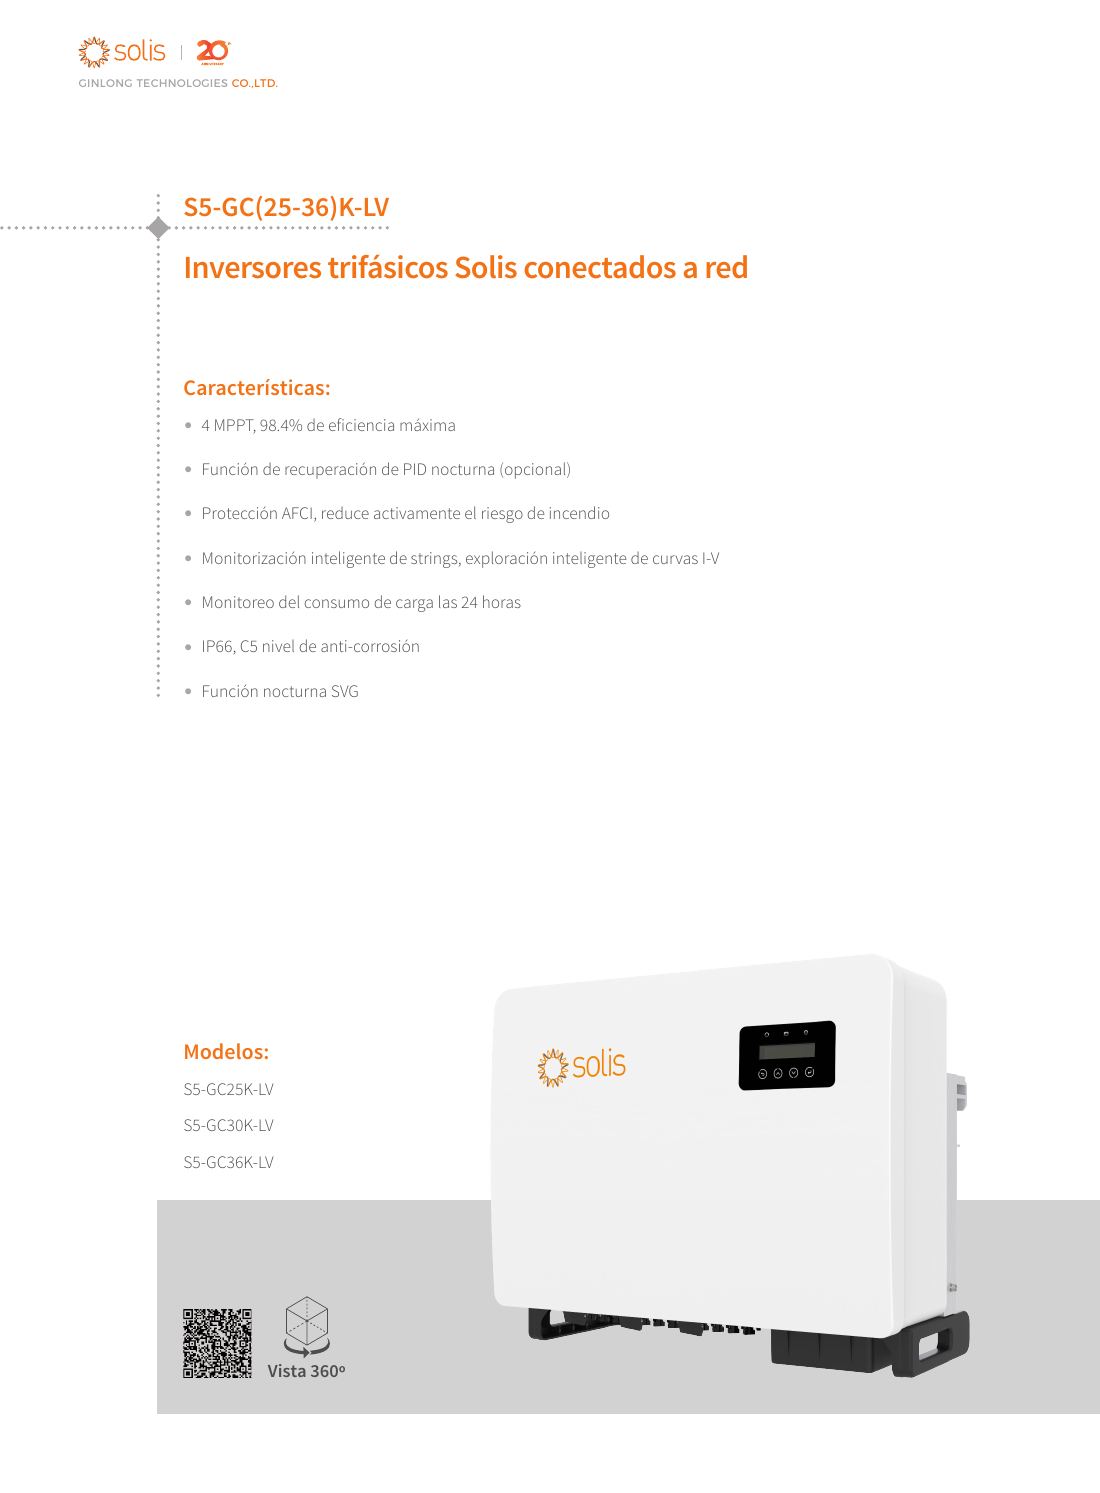 solis | 20
GINLONG TECHNOLOGIES CO.,LTD.
S5-GC(25-36)K-LV
Inversores trifásicos Solis conectados a red
Características:
4 MPPT, 98.4% de eficiencia máxima
Función de recuperación de PID nocturna (opcional)
Protección AFCI, reduce activamente el riesgo de incendio
Monitorización inteligente de strings, exploración inteligente de curvas I-V
Monitoreo del consumo de carga las 24 horas
IP66, C5 nivel de anti-corrosión
Función nocturna SVG
solis
Modelos:
S5-GC25K-LV
S5-GC30K-LV
S5-GC36K-LV
Vista 360º